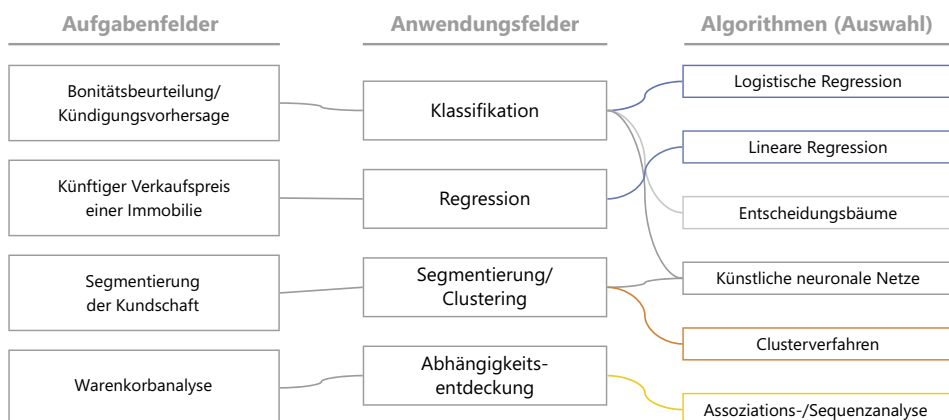 Aufgabenfelder
Anwendungsfelder
Algorithmen (Auswahl)
Bonitätsbeurteilung/
Kündigungsvorhersage
Künftiger Verkaufspreis
einer Immobilie
Segmentierung
der Kundschaft
Warenkorbanalyse
Klassifikation
Regression
Segmentierung/
Clustering
Abhängigkeits-
entdeckung
Logistische Regression
Lineare Regression
Entscheidungsbäume
Künstliche neuronale Netze
Clusterverfahren
Assoziations-/Sequenzanalyse